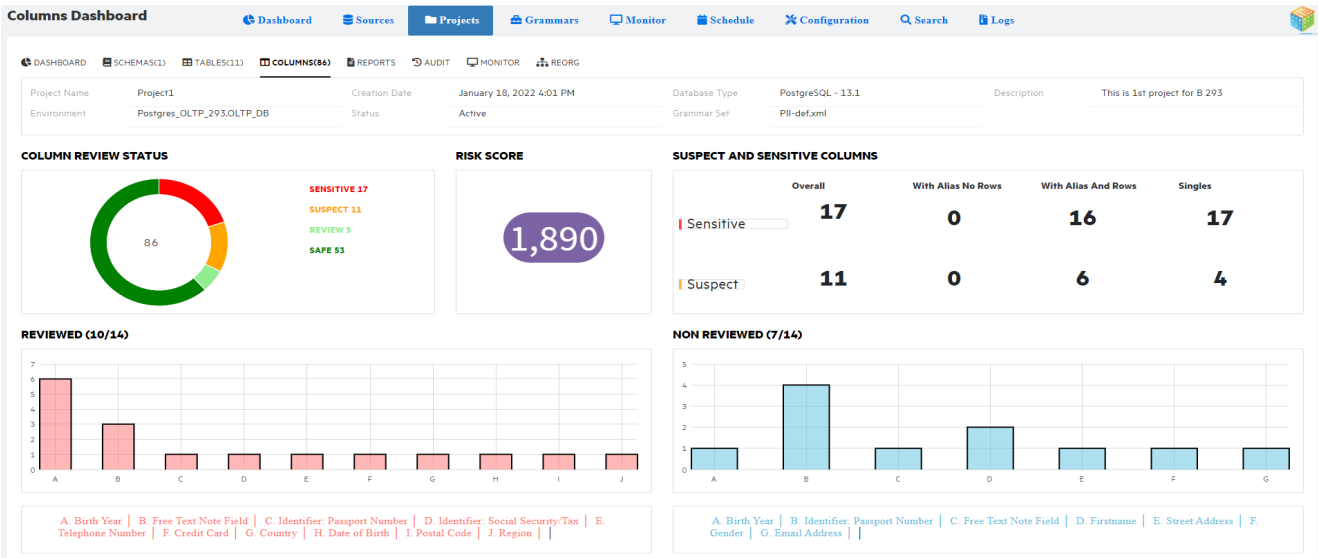 Columns Dashboard
Dashboard Sources Projects Grammars Monitor Schedule Configuration Search Logs
DASHBOARD SCHEMAS(1) TABLES(11) COLUMNS(86) REPORTS AUDIT MONITOR REORG
Project Name Project1 Creation Date January 18, 2022 4:01 PM Database Type PostgreSQL - 13.1 Description This is 1st project for B 293
Environment Postgres_OLTP_293.OLTP_DB Status Active Grammar Set PII-def.xml
COLUMN REVIEW STATUS RISK SCORE SUSPECT AND SENSITIVE COLUMNS
86
SENSITIVE 17
SUSPECT 11
REVIEW 5
SAFE 53
1,890
Overall With Alias No Rows With Alias And Rows Singles
Sensitive 17 0 16 17
Suspect 11 0 6 4
REVIEWED (10/14)
7
6
5
4
3
2
1
0
A B C D E F G H I J
A. Birth Year | B. Free Text Note Field | C. Identifier: Passport Number | D. Identifier: Social Security/Tax | E.
Telephone Number | F. Credit Card | G. Country | H. Date of Birth | I. Postal Code | J. Region | |
NON REVIEWED (7/14)
5
4
3
2
1
0
A B C D E F G
A. Birth Year | B. Identifier: Passport Number | C. Free Text Note Field | D. Firstname | E. Street Address | F.
Gender | G. Email Address | |